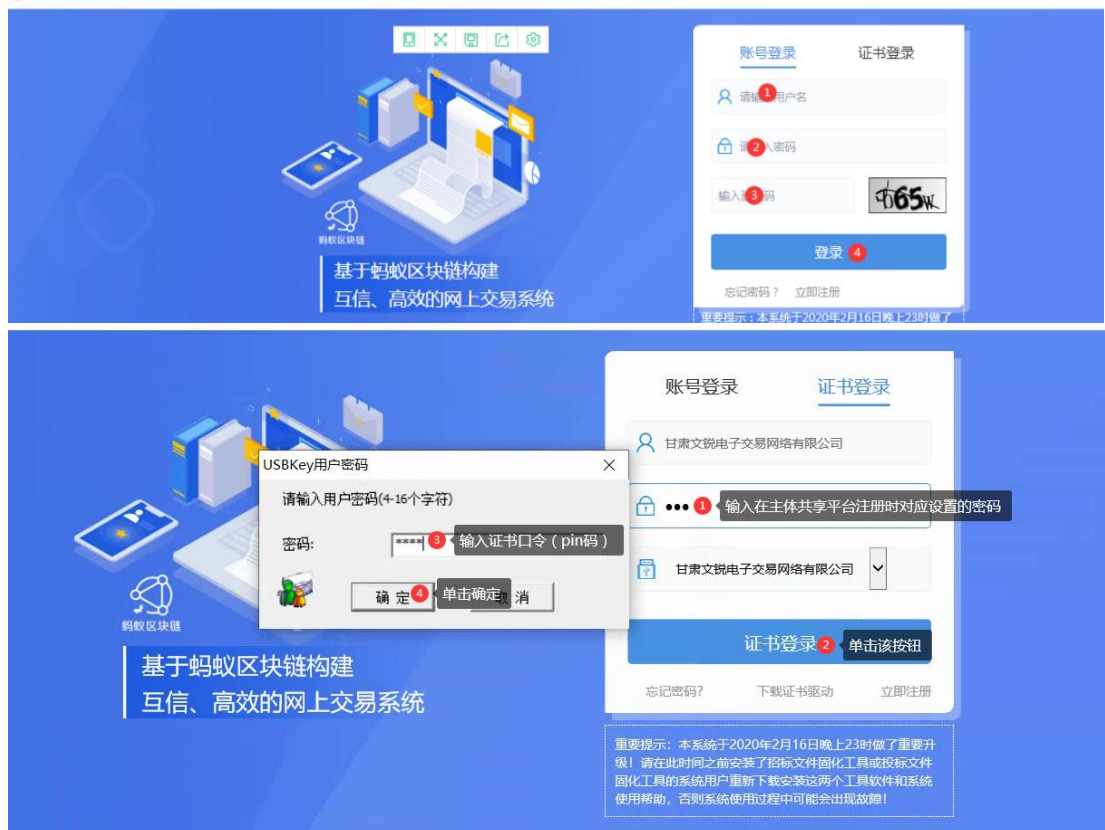 账号登录
证书登录
1
请输 用户名
2
请 入密码
3
输入 码
65w
登录
4
忘记密码？
立即注册
重要提示：本系统于2020年2月16日晚上23时做了
蚂蚁区块链
基于蚂蚁区块链构建
互信、高效的网上交易系统
账号登录
证书登录
甘肃文锐电子交易网络有限公司
•••
1
输入在主体共享平台注册时对应设置的密码
甘肃文锐电子交易网络有限公司
证书登录
2
单击该按钮
忘记密码?
下载证书驱动
立即注册
重要提示：本系统于2020年2月16日晚上23时做了重要升
级！请在此时间之前安装了招标文件固化工具或投标文件
固化工具的系统用户重新下载安装这两个工具软件和系统
使用帮助，否则系统使用过程中可能会出现故障！
USBKey用户密码
请输入用户密码(4-16个字符)
密码:
****
3
输入证书口令（pin码）
确定
4
单击确定
消
蚂蚁区块链
基于蚂蚁区块链构建
互信、高效的网上交易系统